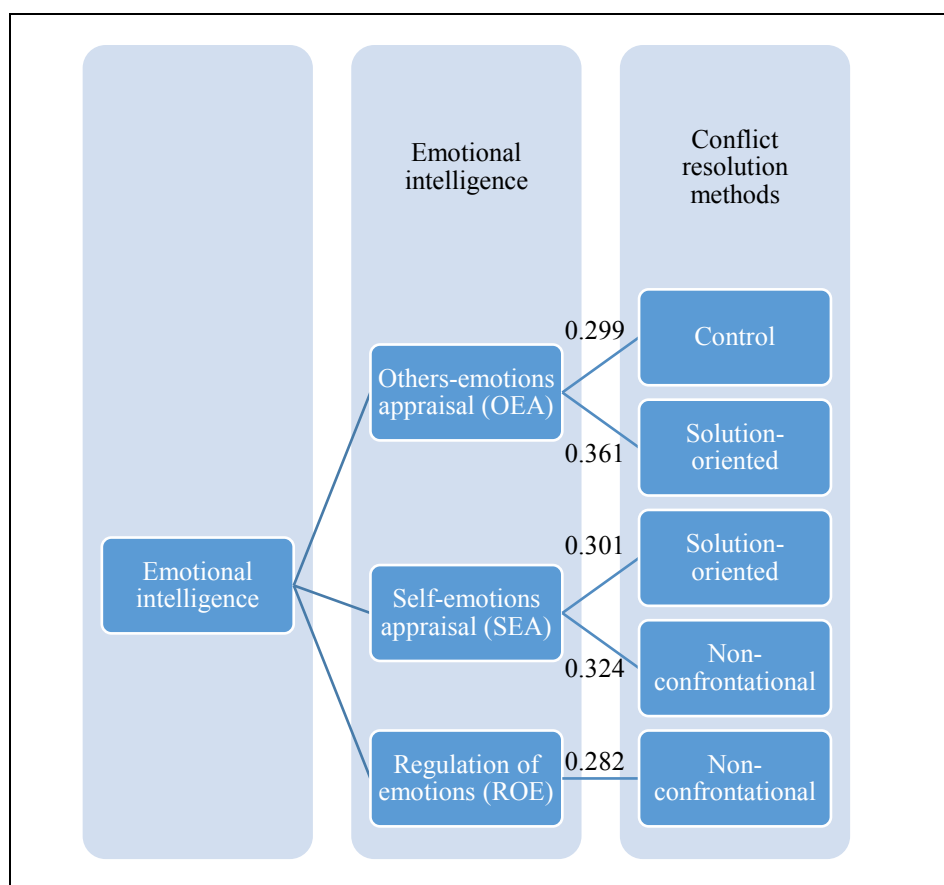 Emotional
intelligence
Conflict
resolution
methods
0.299
Control
Others-emotions
appraisal (OEA)
0.361
Solution-
oriented
0.301
Solution-
oriented
Emotional
intelligence
Self-emotions
appraisal (SEA)
0.324
Non-
confrontational
Regulation of
emotions (ROE)
0.282
Non-
confrontational